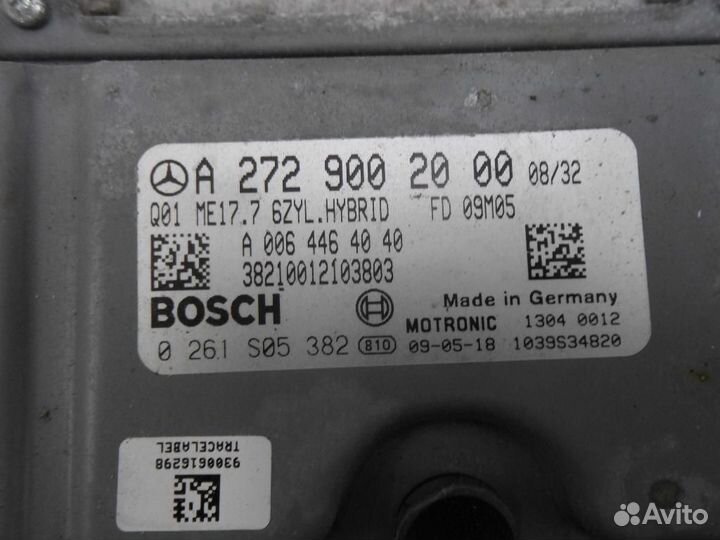 A 272 900 20 00 08/32
Q01 ME17.7 6ZYL.HYBRID FD 09M05
A 006 446 40 40
38210012103803
BOSCH
Made in Germany
MOTRONIC 1304 0012
0 261 S05 382 810 09-05-18 1039S34820
93000616298
TRACELABEL
Avito